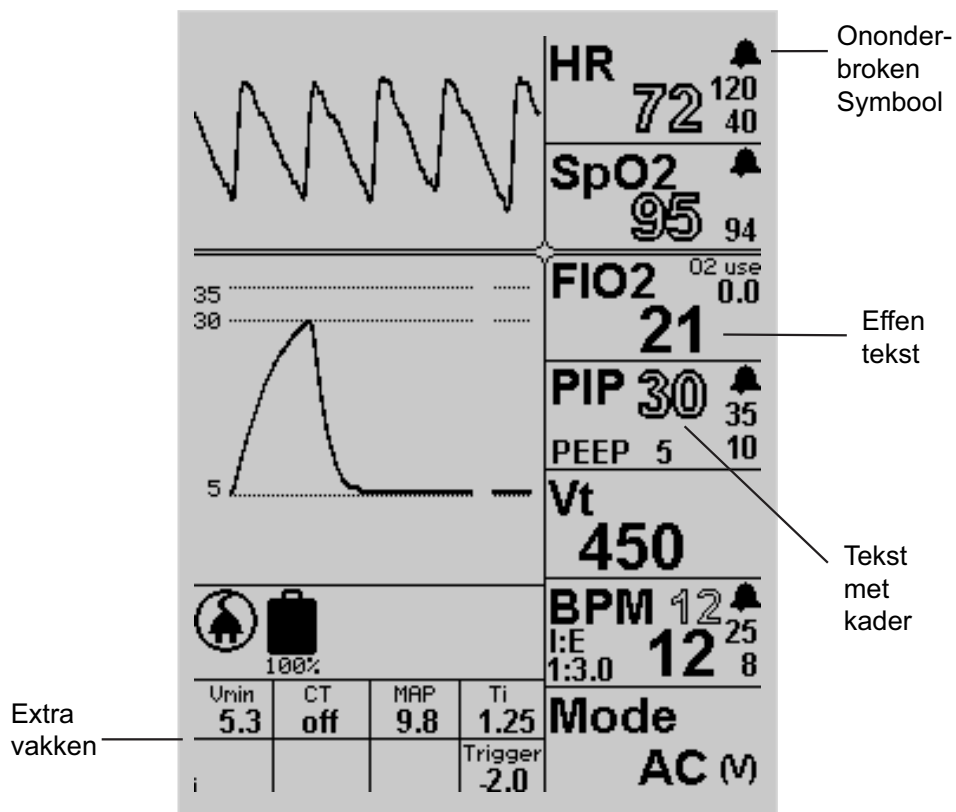 Ononder-
broken
Symbool
HR
72
120
40
SpO2
95
94
FIO2
O2 use
0.0
21
Effen
tekst
PIP 30
35
10
PEEP 5
Vt
450
Tekst
met
kader
BPM 12
I:E
1:3.0
12
25
8
Mode
AC (V)
35
30
5
100%
Vmin CT MAP Ti
5.3 off 9.8 1.25
Trigger
-2.0
i
Extra
vakken